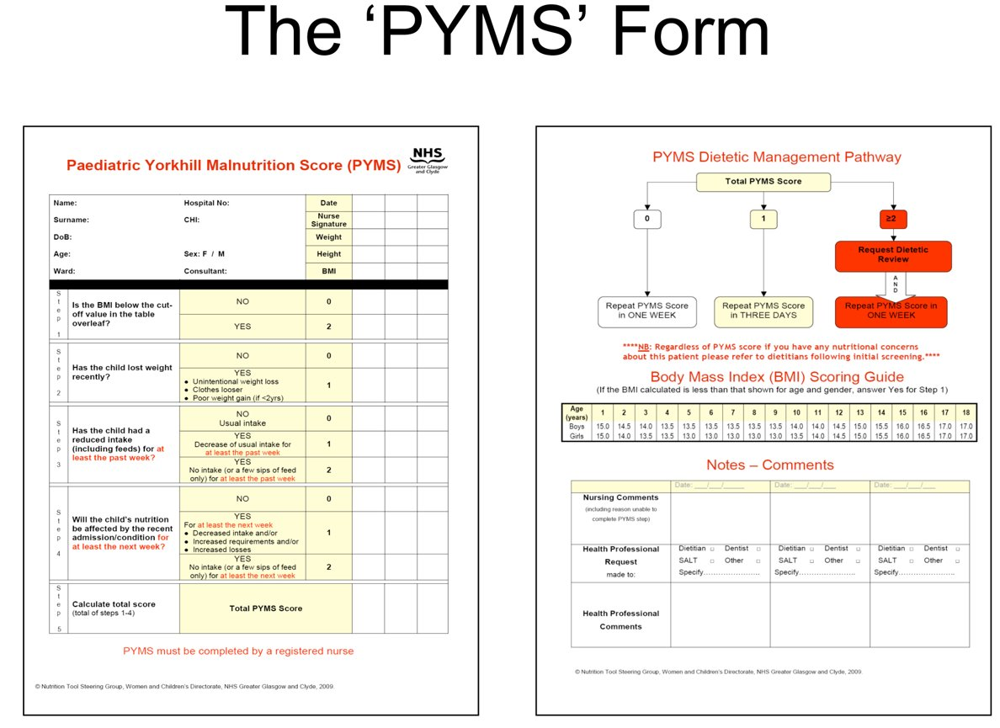 The ‘PYMS’ Form
Paediatric Yorkhill Malnutrition Score (PYMS)
NHS
Greater Glasgow
and Clyde
Name: Hospital No: Date
Surname: CHI: Nurse
Signature
DoB: Weight
Age: Sex: F / M Height
Ward: Consultant: BMI
Step 1
Is the BMI below the cut-
off value in the table
overleaf?
NO 0
YES 2
Step 2
Has the child lost weight
recently?
NO 0
YES
● Unintentional weight loss
● Clothes looser
● Poor weight gain (if <2yrs)
1
Step 3
Has the child had a
reduced intake
(including feeds) for at
least the past week?
NO
Usual intake
0
YES
Decrease of usual intake for
at least the past week
1
YES
No intake (or a few sips of feed
only) for at least the past week
2
Step 4
Will the child’s nutrition
be affected by the recent
admission/condition for
at least the next week?
NO 0
YES
For at least the next week
● Decreased intake and/or
● Increased requirements and/or
● Increased losses
1
YES
No intake (or a few sips of feed
only) for at least the next week
2
Step 5
Calculate total score
(total of steps 1-4)
Total PYMS Score
PYMS must be completed by a registered nurse
© Nutrition Tool Steering Group, Women and Children’s Directorate, NHS Greater Glasgow and Clyde, 2009.
PYMS Dietetic Management Pathway
Total PYMS Score
0 1 ≥2
Request Dietetic
Review
AND
Repeat PYMS Score
in ONE WEEK
Repeat PYMS Score
in THREE DAYS
Repeat PYMS Score in
ONE WEEK
****NB: Regardless of PYMS score if you have any nutritional concerns
about this patient please refer to dietitians following initial screening.****
Body Mass Index (BMI) Scoring Guide
(If the BMI calculated is less than that shown for age and gender, answer Yes for Step 1)
Age
(years)
1 2 3 4 5 6 7 8 9 10 11 12 13 14 15 16 17 18
Boys 15.0 14.5 14.0 13.5 13.5 13.5 13.5 13.5 13.5 14.0 14.0 14.5 15.0 15.5 16.0 16.5 17.0 17.0
Girls 15.0 14.0 13.5 13.5 13.0 13.0 13.0 13.0 13.0 13.5 14.0 14.5 15.0 15.5 16.0 16.5 17.0 17.0
Notes – Comments
Date: ___/___/_____ Date: ___/___/___ Date: ___/___/___
Nursing Comments
(including reason unable to
complete PYMS step)
Health Professional
Request
made to:
Dietitian □ Dentist □ Dietitian □ Dentist □ Dietitian □ Dentist □
SALT □ Other □ SALT □ Other □ SALT □ Other □
Specify…………………… Specify…………………… Specify……………………
Health Professional
Comments
© Nutrition Tool Steering Group, Women and Children’s Directorate, NHS Greater Glasgow and Clyde, 2009.